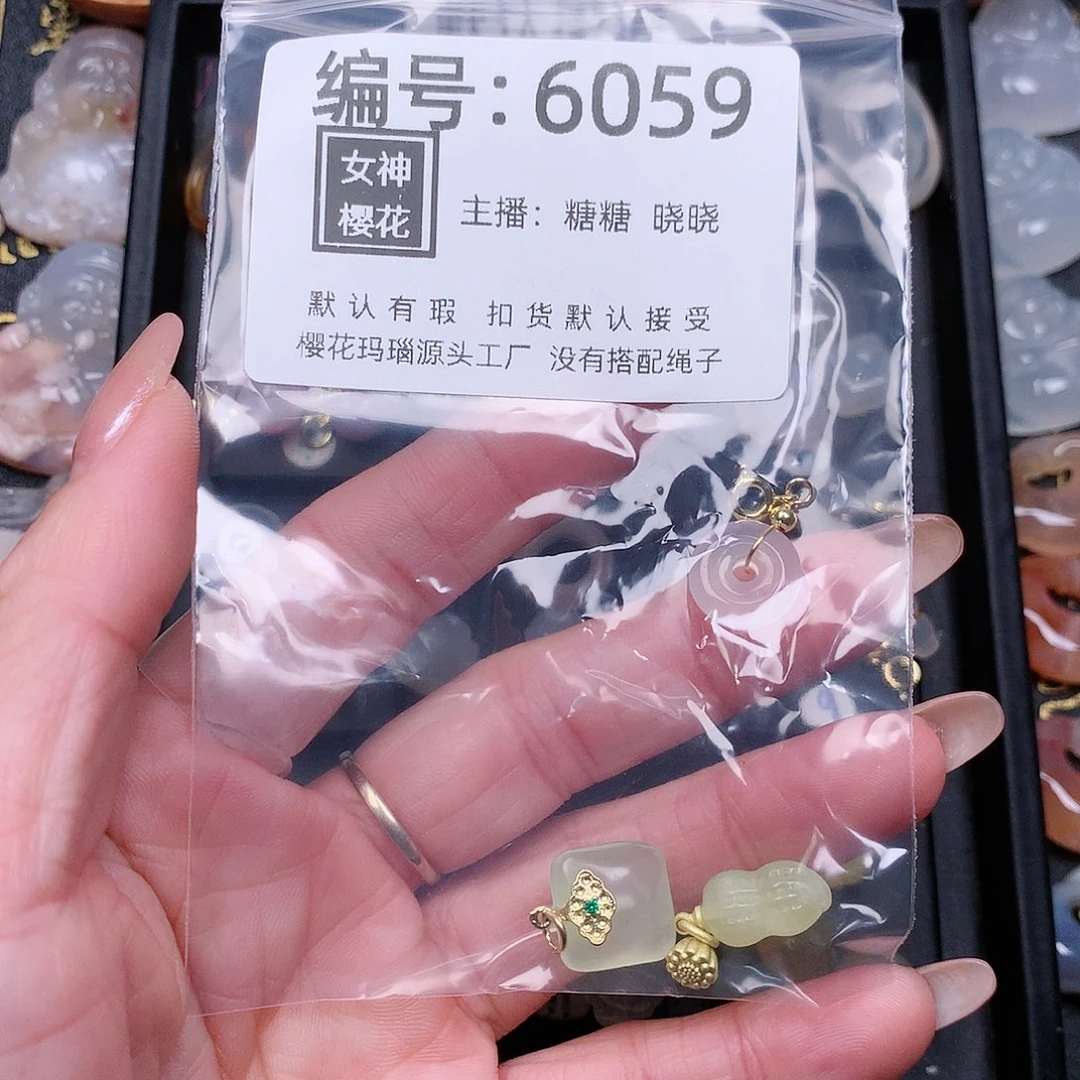 编号：6059
女神
樱花
主播：糖糖 晓晓
默认有瑕 扣货默认接受
樱花玛瑙源头工厂 没有搭配绳子